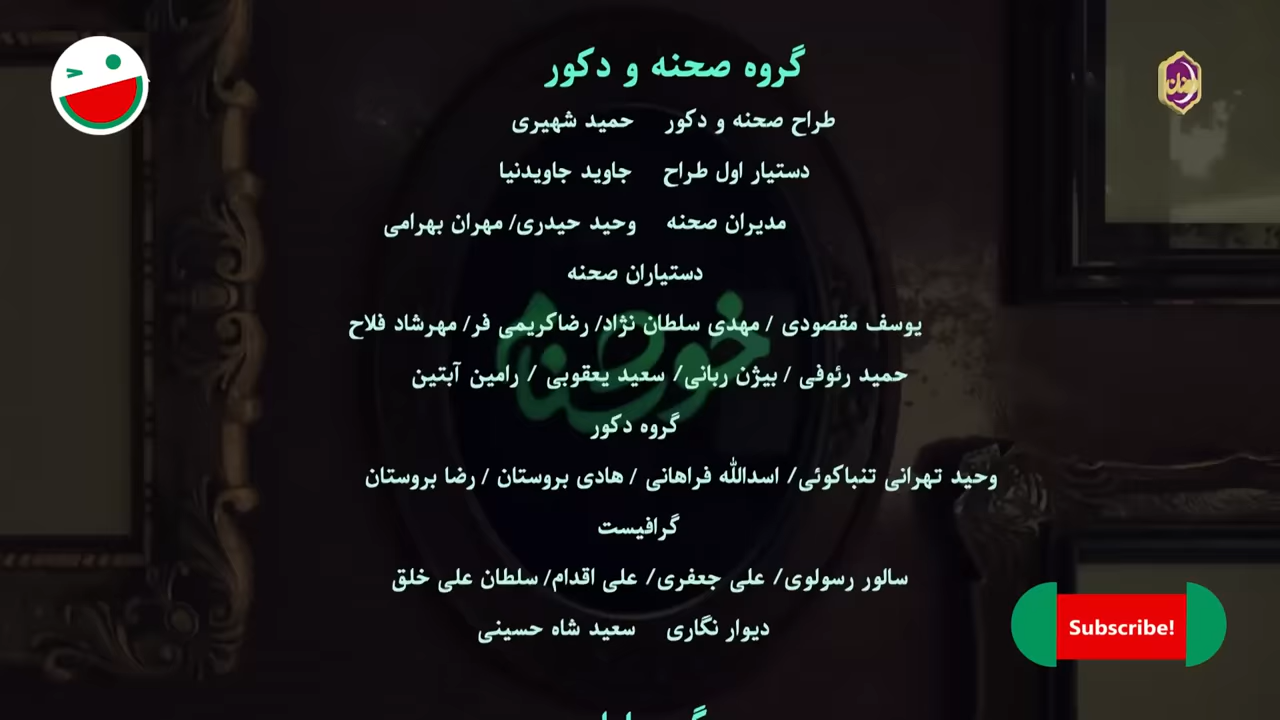 گروه صحنه و دکور
طراح صحنه و دکور حمید شهیری
دستیار اول طراح جاوید جاویدنیا
مدیران صحنه وحید حیدری/ مهران بهرامی
دستیاران صحنه
یوسف مقصودی / مهدی سلطان نژاد/ رضاکریمی فر/ مهرشاد فلاح
حمید رئوفی / بیژن ربانی/ سعید یعقوبی / رامین آبتین
گروه دکور
وحید تهرانی تنباکوئی/ اسدالله فراهانی / هادی بروستان / رضا بروستان
گرافیست
سالور رسولوی/ علی جعفری/ علی اقدام/ سلطان علی خلق
دیوار نگاری سعید شاه حسینی
Subscribe!